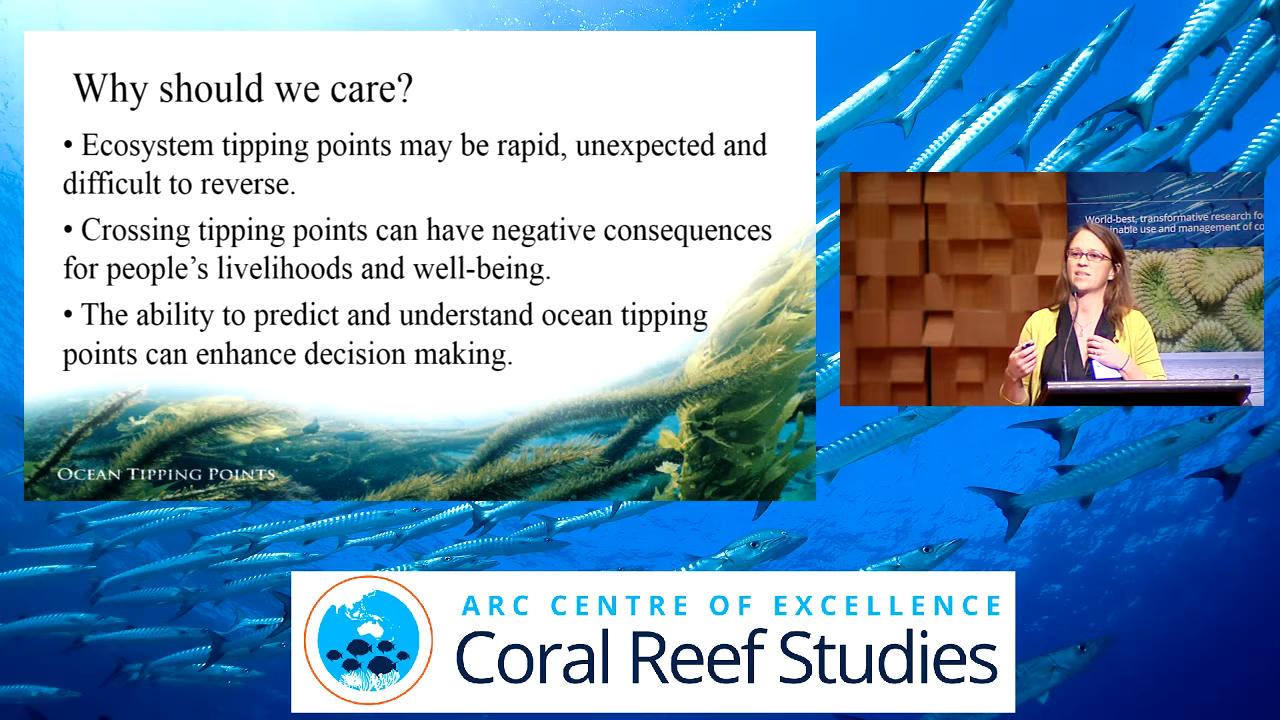 Why should we care?
• Ecosystem tipping points may be rapid, unexpected and
difficult to reverse.
• Crossing tipping points can have negative consequences
for people’s livelihoods and well-being.
• The ability to predict and understand ocean tipping
points can enhance decision making.
OCEAN TIPPING POINTS
World-best, transformative research fo
inable use and management of co
ARC CENTRE OF EXCELLENCE
Coral Reef Studies